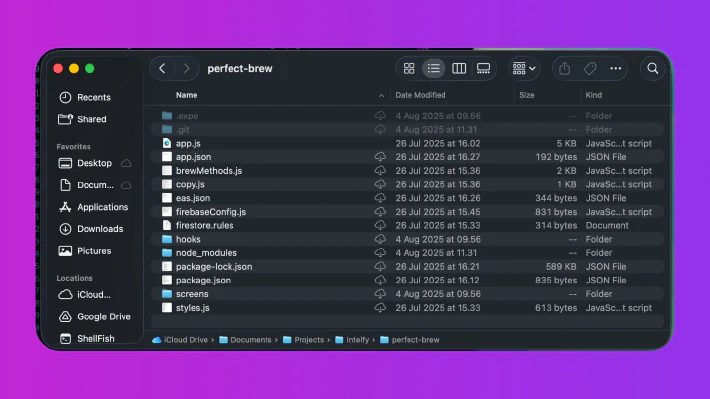 perfect-brew
Recents
Shared
Favorites
Desktop
Docum...
Applications
Downloads
Pictures
Locations
iCloud...
Google Drive
ShellFish
Name Date Modified Size Kind
.expo 4 Aug 2025 at 09.56 -- Folder
.git 4 Aug 2025 at 11.31 -- Folder
app.js 26 Jul 2025 at 16.02 5 KB JavaSc...t script
app.json 26 Jul 2025 at 16.27 192 bytes JSON File
brewMethods.js 26 Jul 2025 at 15.36 2 KB JavaSc...t script
copy.js 26 Jul 2025 at 15.36 1 KB JavaSc...t script
eas.json 26 Jul 2025 at 16.26 344 bytes JSON File
firebaseConfig.js 26 Jul 2025 at 15.45 831 bytes JavaSc...t script
firestore.rules 26 Jul 2025 at 15.33 314 bytes Document
hooks 4 Aug 2025 at 09.56 -- Folder
node_modules 4 Aug 2025 at 11.31 -- Folder
package-lock.json 26 Jul 2025 at 16.21 589 KB JSON File
package.json 26 Jul 2025 at 16.12 835 bytes JSON File
screens 4 Aug 2025 at 09.56 -- Folder
styles.js 26 Jul 2025 at 15.33 613 bytes JavaSc...t script
iCloud Drive › Documents › Projects › Intelfy › perfect-brew